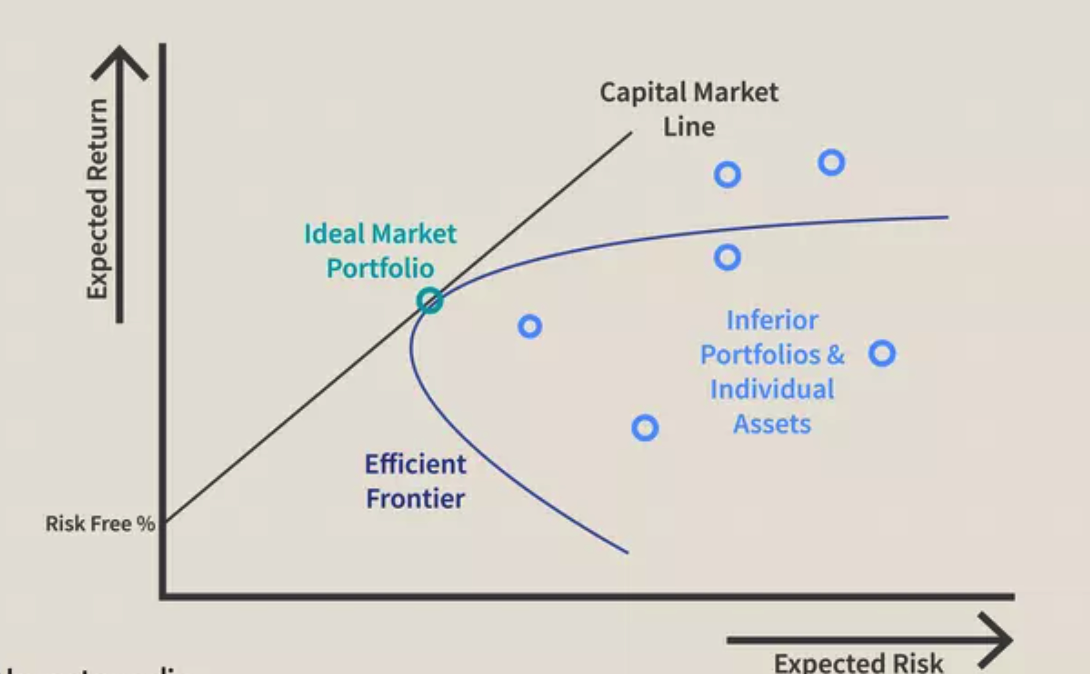 Expected Return
Capital Market
Line
Ideal Market
Portfolio
Inferior
Portfolios &
Individual
Assets
Efficient
Frontier
Risk Free %
Expected Risk